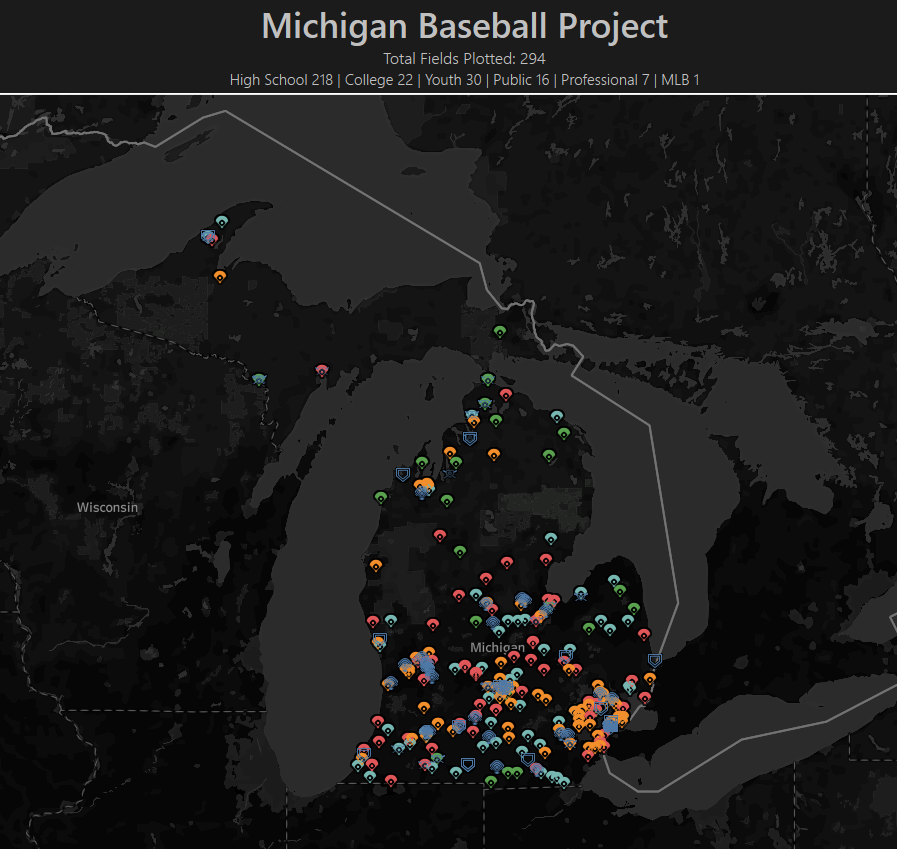 Michigan Baseball Project
Total Fields Plotted: 294
High School 218 | College 22 | Youth 30 | Public 16 | Professional 7 | MLB 1
Wisconsin
Michigan